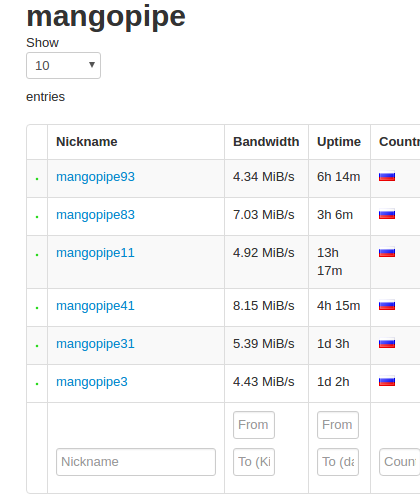 mangopipe
Show
10
entries
Nickname Bandwidth Uptime Countr
mangopipe93 4.34 MiB/s 6h 14m
mangopipe83 7.03 MiB/s 3h 6m
mangopipe11 4.92 MiB/s 13h
17m
mangopipe41 8.15 MiB/s 4h 15m
mangopipe31 5.39 MiB/s 1d 3h
mangopipe3 4.43 MiB/s 1d 2h
From From
Nickname To (Ki To (da Coun